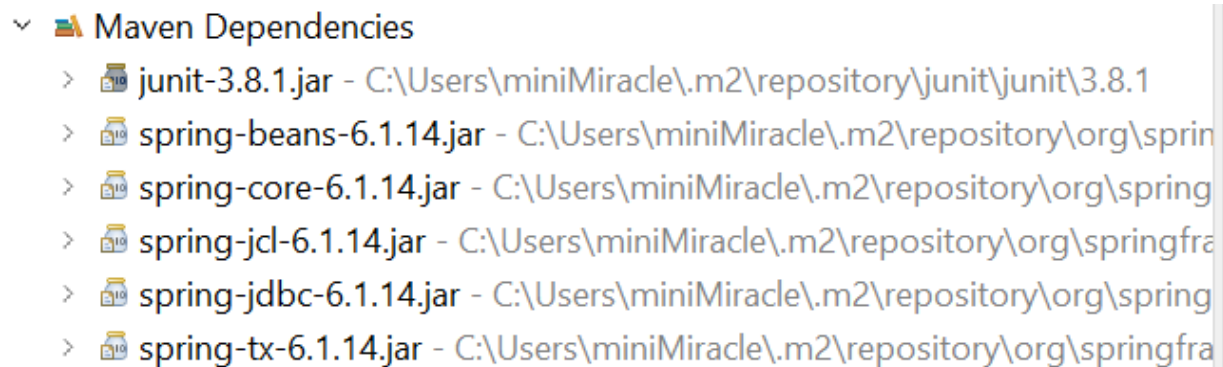 Maven Dependencies
junit-3.8.1.jar - C:\Users\miniMiracle\.m2\repository\junit\junit\3.8.1
spring-beans-6.1.14.jar - C:\Users\miniMiracle\.m2\repository\org\sprin
spring-core-6.1.14.jar - C:\Users\miniMiracle\.m2\repository\org\spring
spring-jcl-6.1.14.jar - C:\Users\miniMiracle\.m2\repository\org\springfra
spring-jdbc-6.1.14.jar - C:\Users\miniMiracle\.m2\repository\org\spring
spring-tx-6.1.14.jar - C:\Users\miniMiracle\.m2\repository\org\springfra